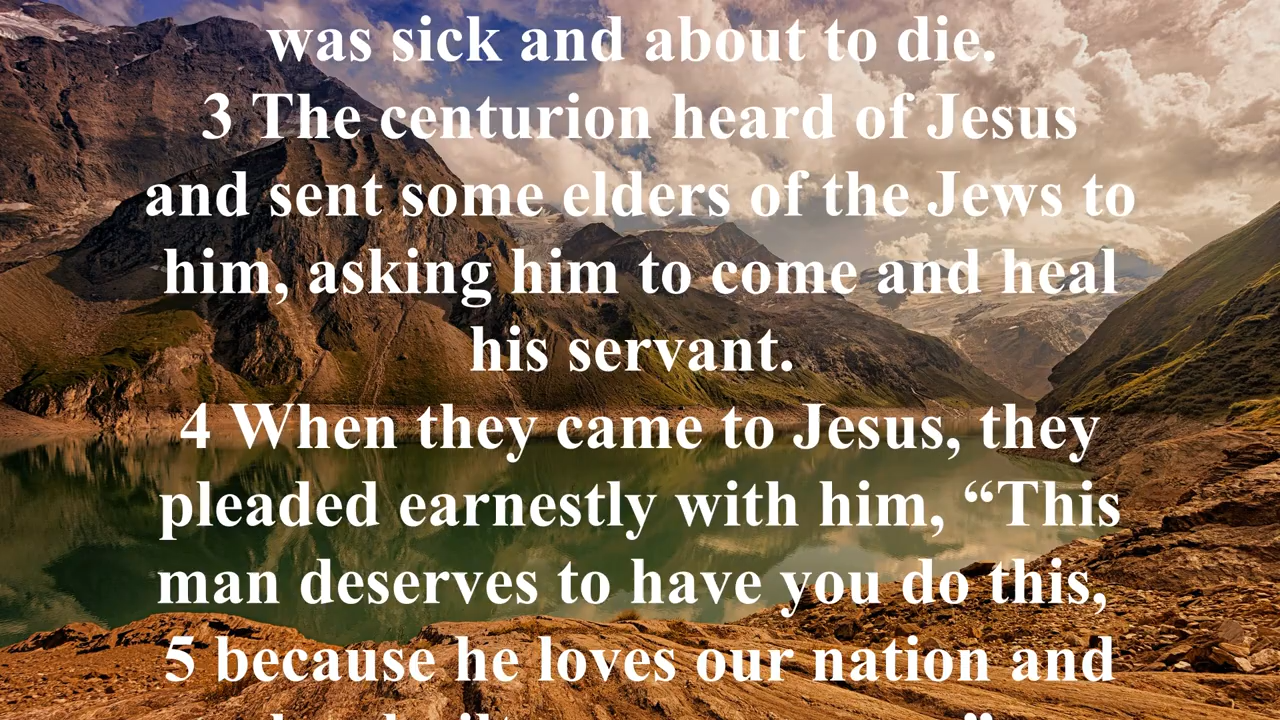 was sick and about to die.
3 The centurion heard of Jesus
and sent some elders of the Jews to
him, asking him to come and heal
his servant.
4 When they came to Jesus, they
pleaded earnestly with him, “This
man deserves to have you do this,
5 because he loves our nation and